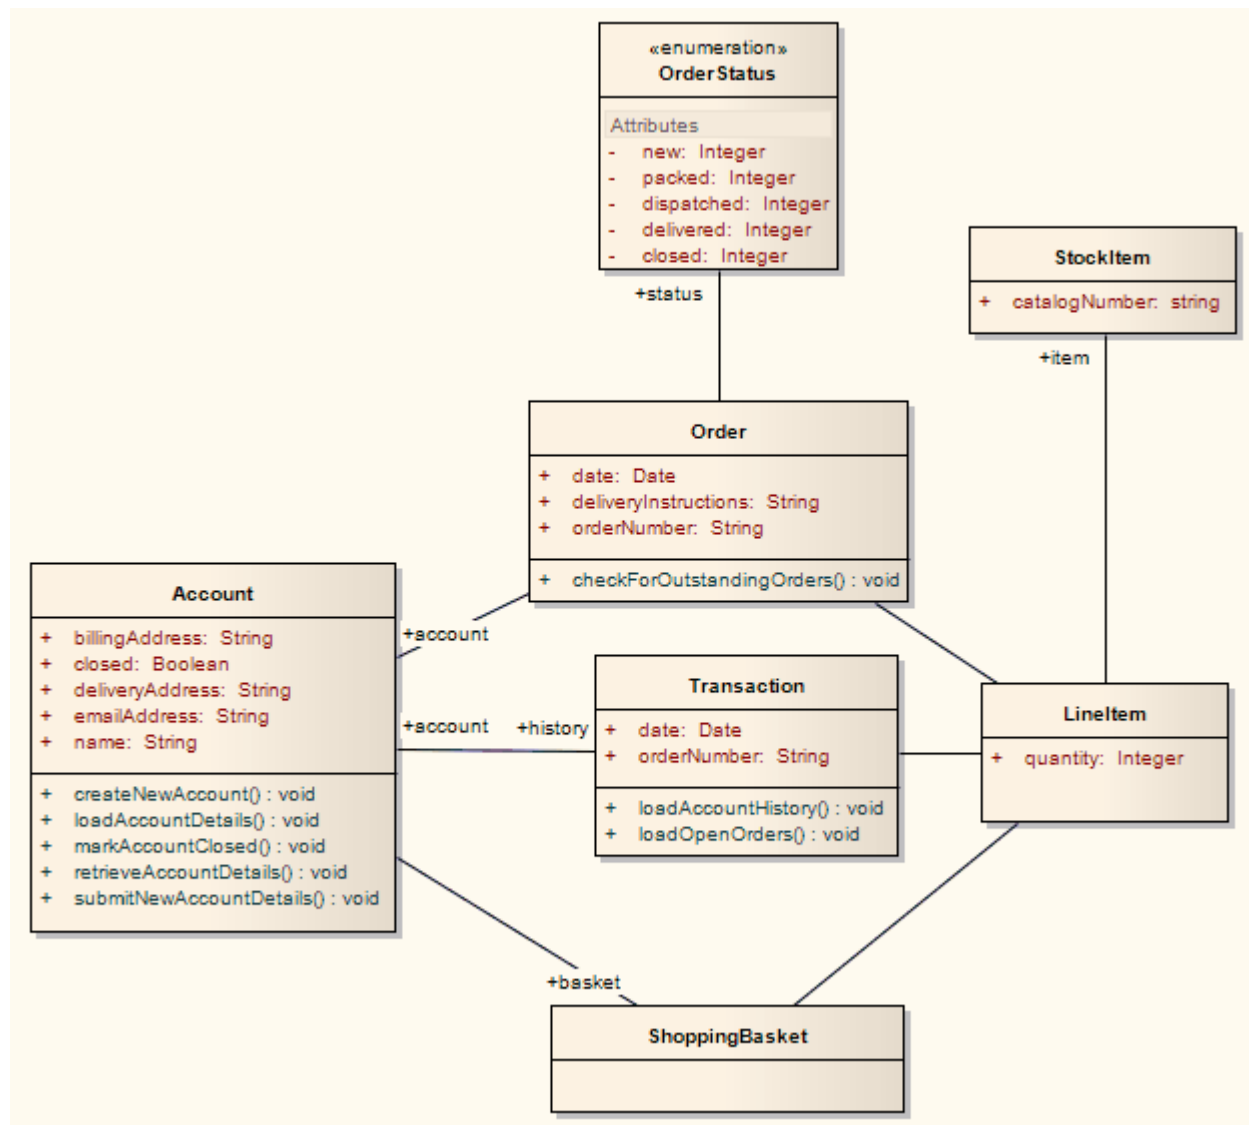 «enumeration»
OrderStatus
Attributes
- new: Integer
- packed: Integer
- dispatched: Integer
- delivered: Integer
- closed: Integer
+status
StockItem
+ catalogNumber: string
+item
Order
+ date: Date
+ deliveryInstructions: String
+ orderNumber: String
+ checkForOutstandingOrders() : void
Account
+ billingAddress: String
+ closed: Boolean
+ deliveryAddress: String
+ emailAddress: String
+ name: String
+ createNewAccount() : void
+ loadAccountDetails() : void
+ markAccountClosed() : void
+ retrieveAccountDetails() : void
+ submitNewAccountDetails() : void
+account
+account
+history
Transaction
+ date: Date
+ orderNumber: String
+ loadAccountHistory() : void
+ loadOpenOrders() : void
LineItem
+ quantity: Integer
+basket
ShoppingBasket